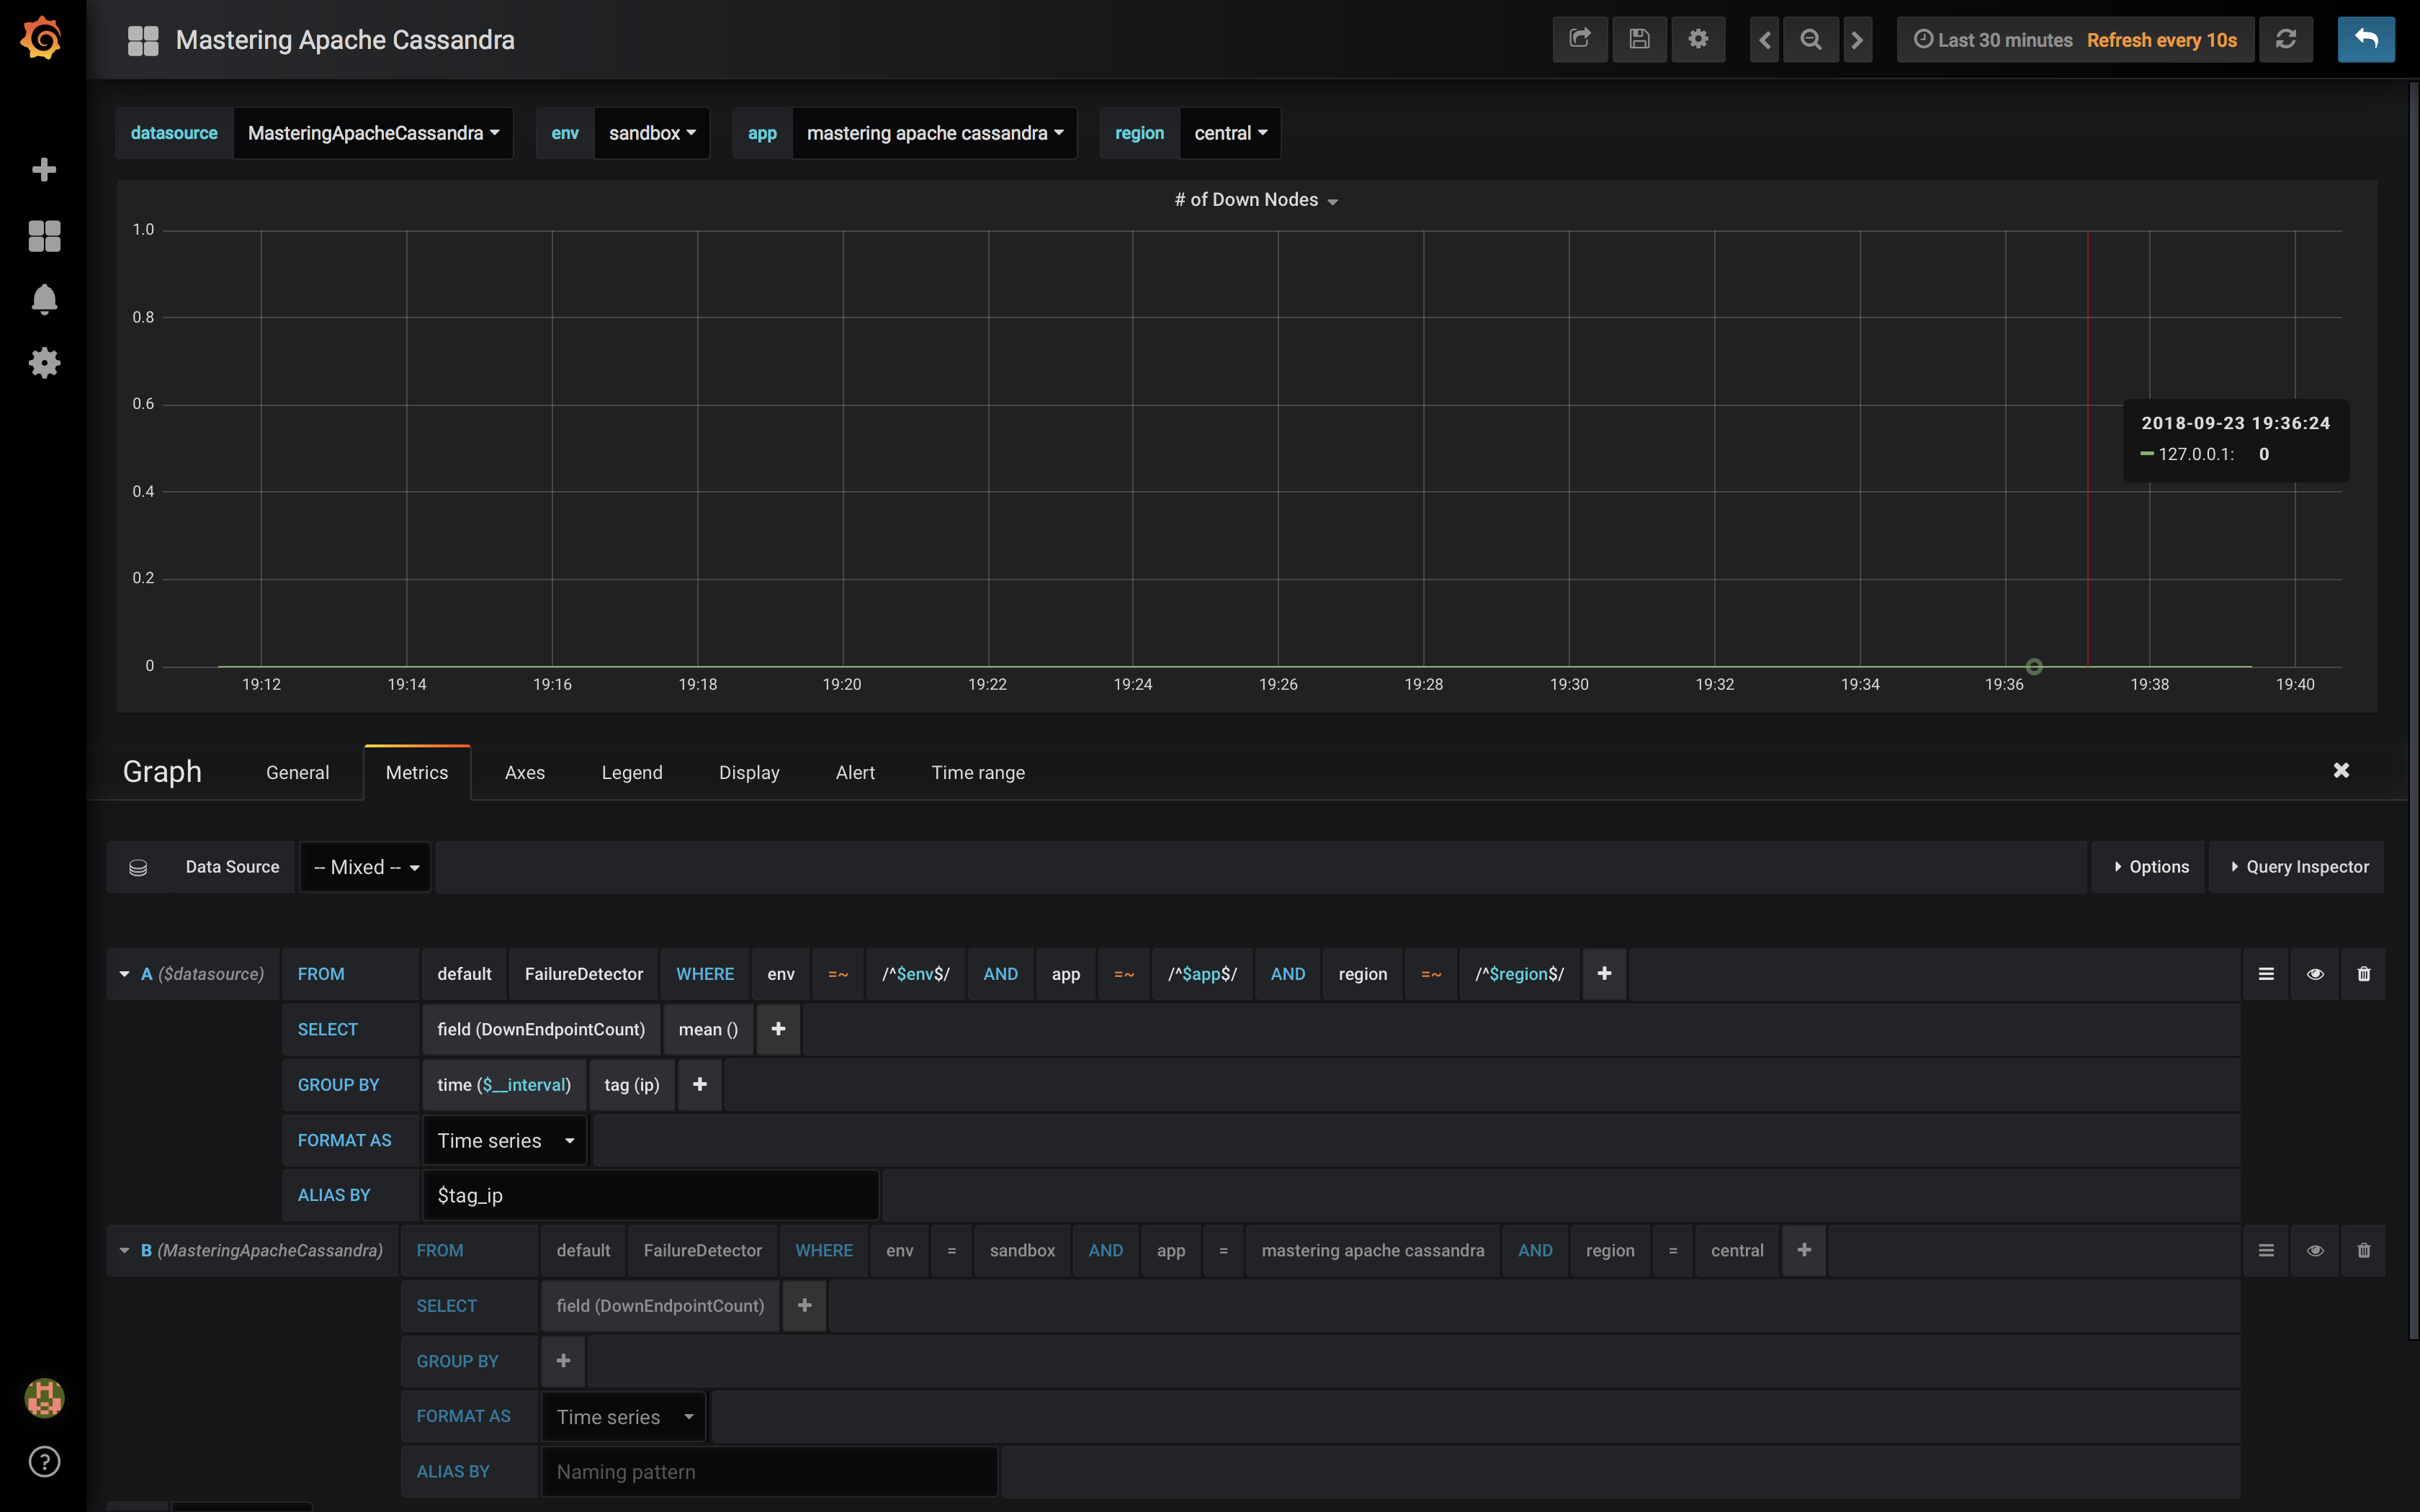 Mastering Apache Cassandra
Last 30 minutes Refresh every 10s
datasource MasteringApacheCassandra env sandbox app mastering apache cassandra region central
# of Down Nodes
1.0
0.8
0.6
0.4
0.2
0
2018-09-23 19:36:24
127.0.0.1: 0
19:12 19:14 19:16 19:18 19:20 19:22 19:24 19:26 19:28 19:30 19:32 19:34 19:36 19:38 19:40
Graph General Metrics Axes Legend Display Alert Time range
Data Source -- Mixed -- Options Query Inspector
A ($datasource) FROM default FailureDetector WHERE env =~ /^$env$/ AND app =~ /^$app$/ AND region =~ /^$region$/ +
SELECT field (DownEndpointCount) mean () +
GROUP BY time ($__interval) tag (ip) +
FORMAT AS Time series
ALIAS BY $tag_ip
B (MasteringApacheCassandra) FROM default FailureDetector WHERE env = sandbox AND app = mastering apache cassandra AND region = central +
SELECT field (DownEndpointCount) +
GROUP BY +
FORMAT AS Time series
ALIAS BY Naming pattern